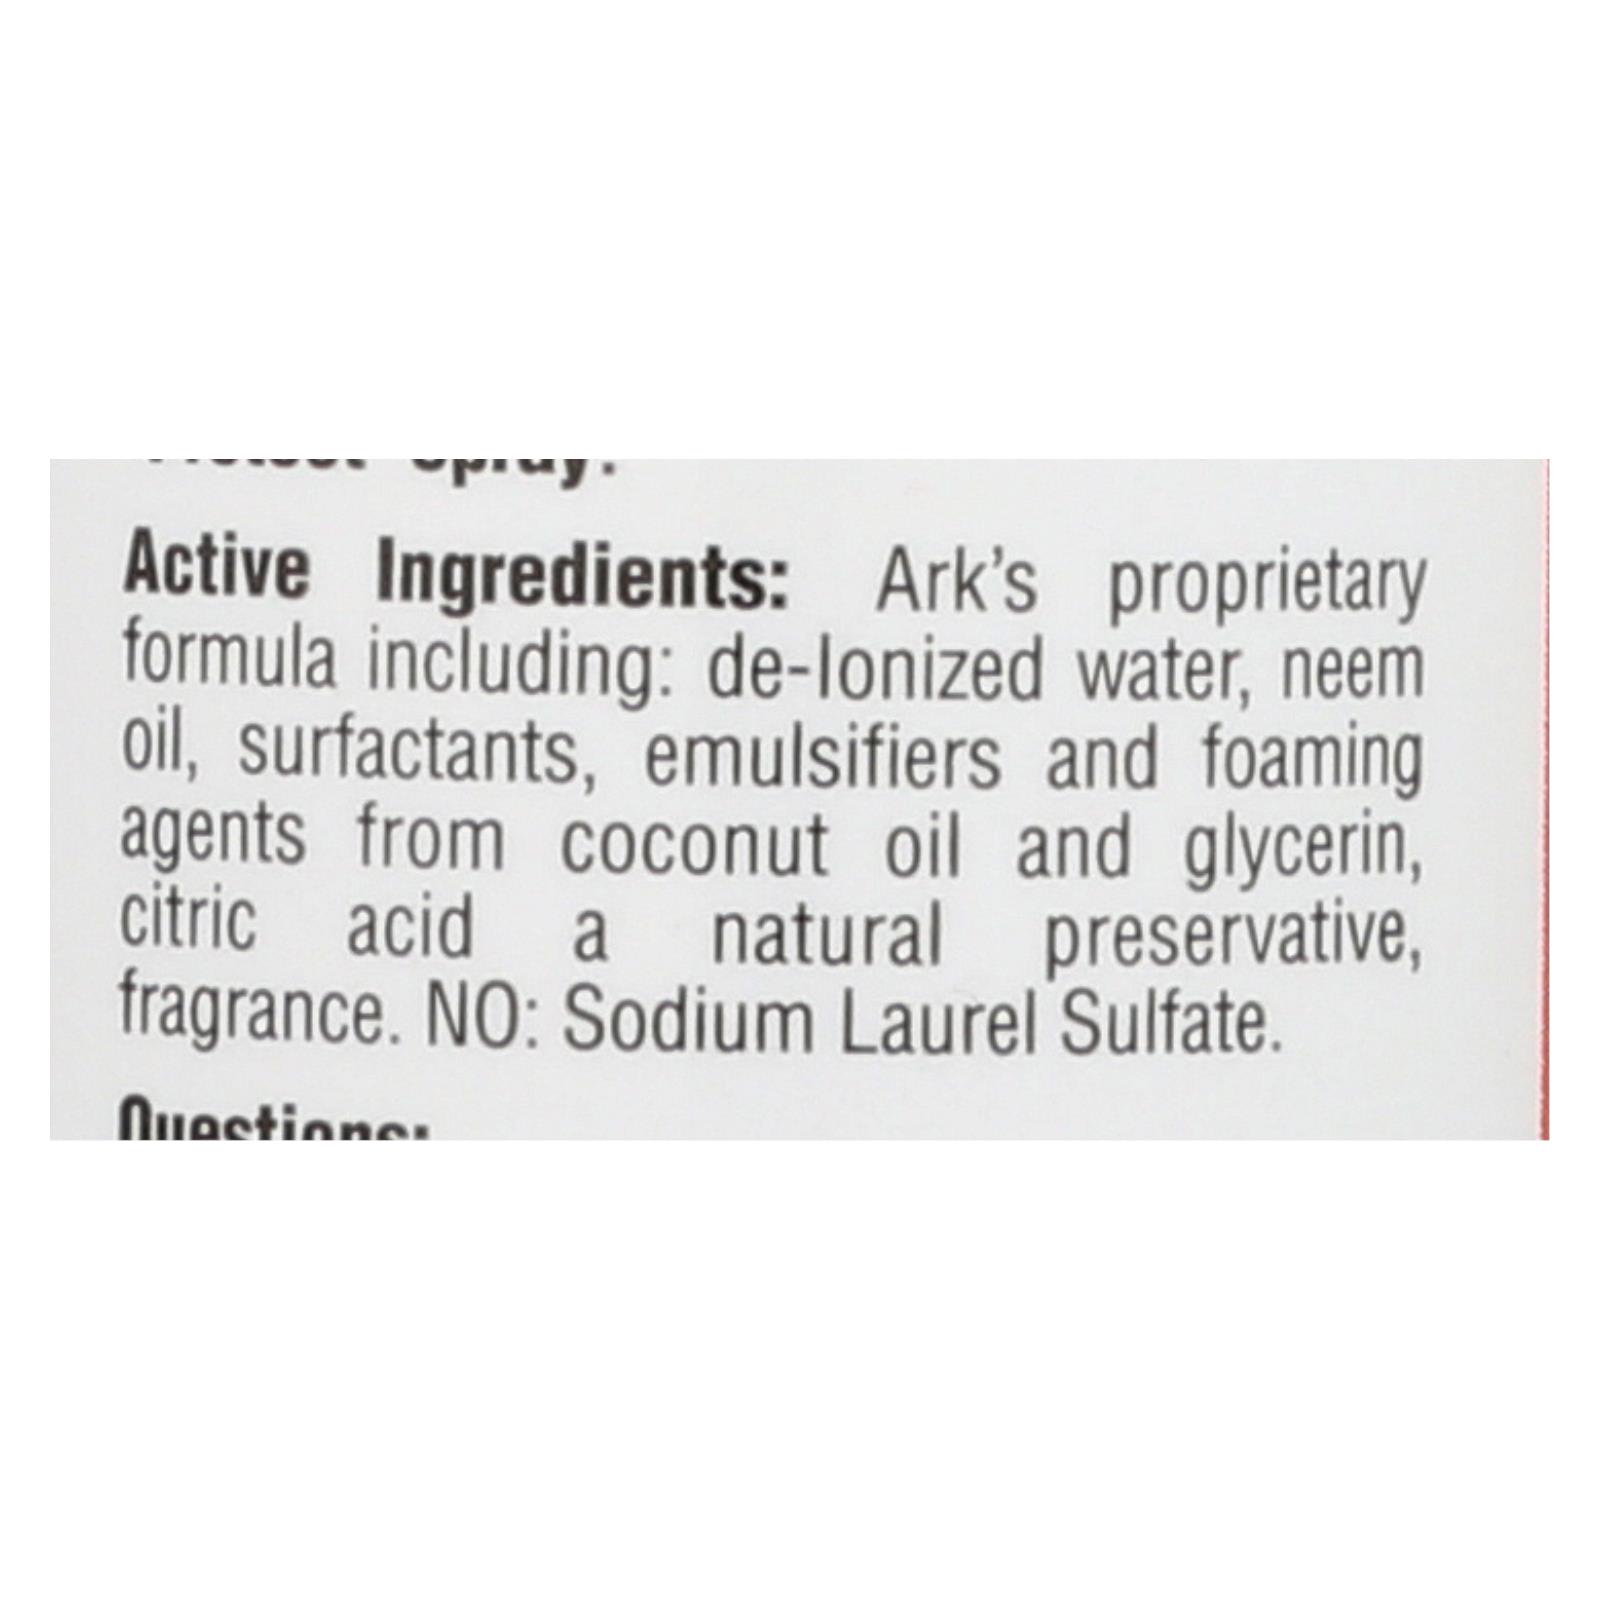 Protect Spray.
Active Ingredients: Ark's proprietary
formula including: de-Ionized water, neem
oil, surfactants, emulsifiers and foaming
agents from coconut oil and glycerin,
citric acid a natural preservative,
fragrance. NO: Sodium Laurel Sulfate.
Questions: